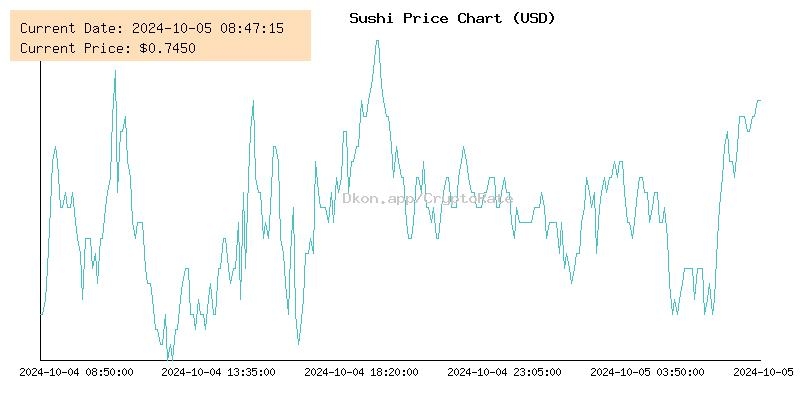 Sushi Price Chart (USD)
Current Date: 2024-10-05 08:47:15
Current Price: $0.7450
Dkon.app/CryptoRate
2024-10-04 08:50:00 2024-10-04 13:35:00 2024-10-04 18:20:00 2024-10-04 23:05:00 2024-10-05 03:50:00 2024-10-05